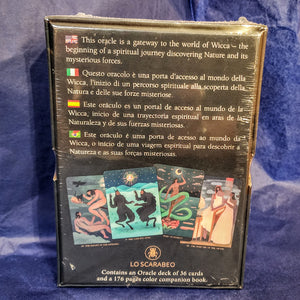 This oracle is a gateway to the world of Wicca – the
beginning of a spiritual journey discovering Nature and its
mysterious forces.
Questo oracolo è una porta d'accesso al mondo della
Wicca, l'inizio di un percorso spirituale alla scoperta della
Natura e delle sue forze misteriose.
Este oráculo es un portal de acceso al mundo de la
Wicca, inicio de una trayectoria espiritual en aras de la
Naturaleza y de sus fuerzas misteriosas.
Este oráculo é uma porta de acesso ao mundo da
Wicca, o início de uma viagem espiritual para descobrir a
Natureza e as suas forças misteriosas.
LO SCARABEO
Contains an Oracle deck of 36 cards
and a 176 pages color companion book.